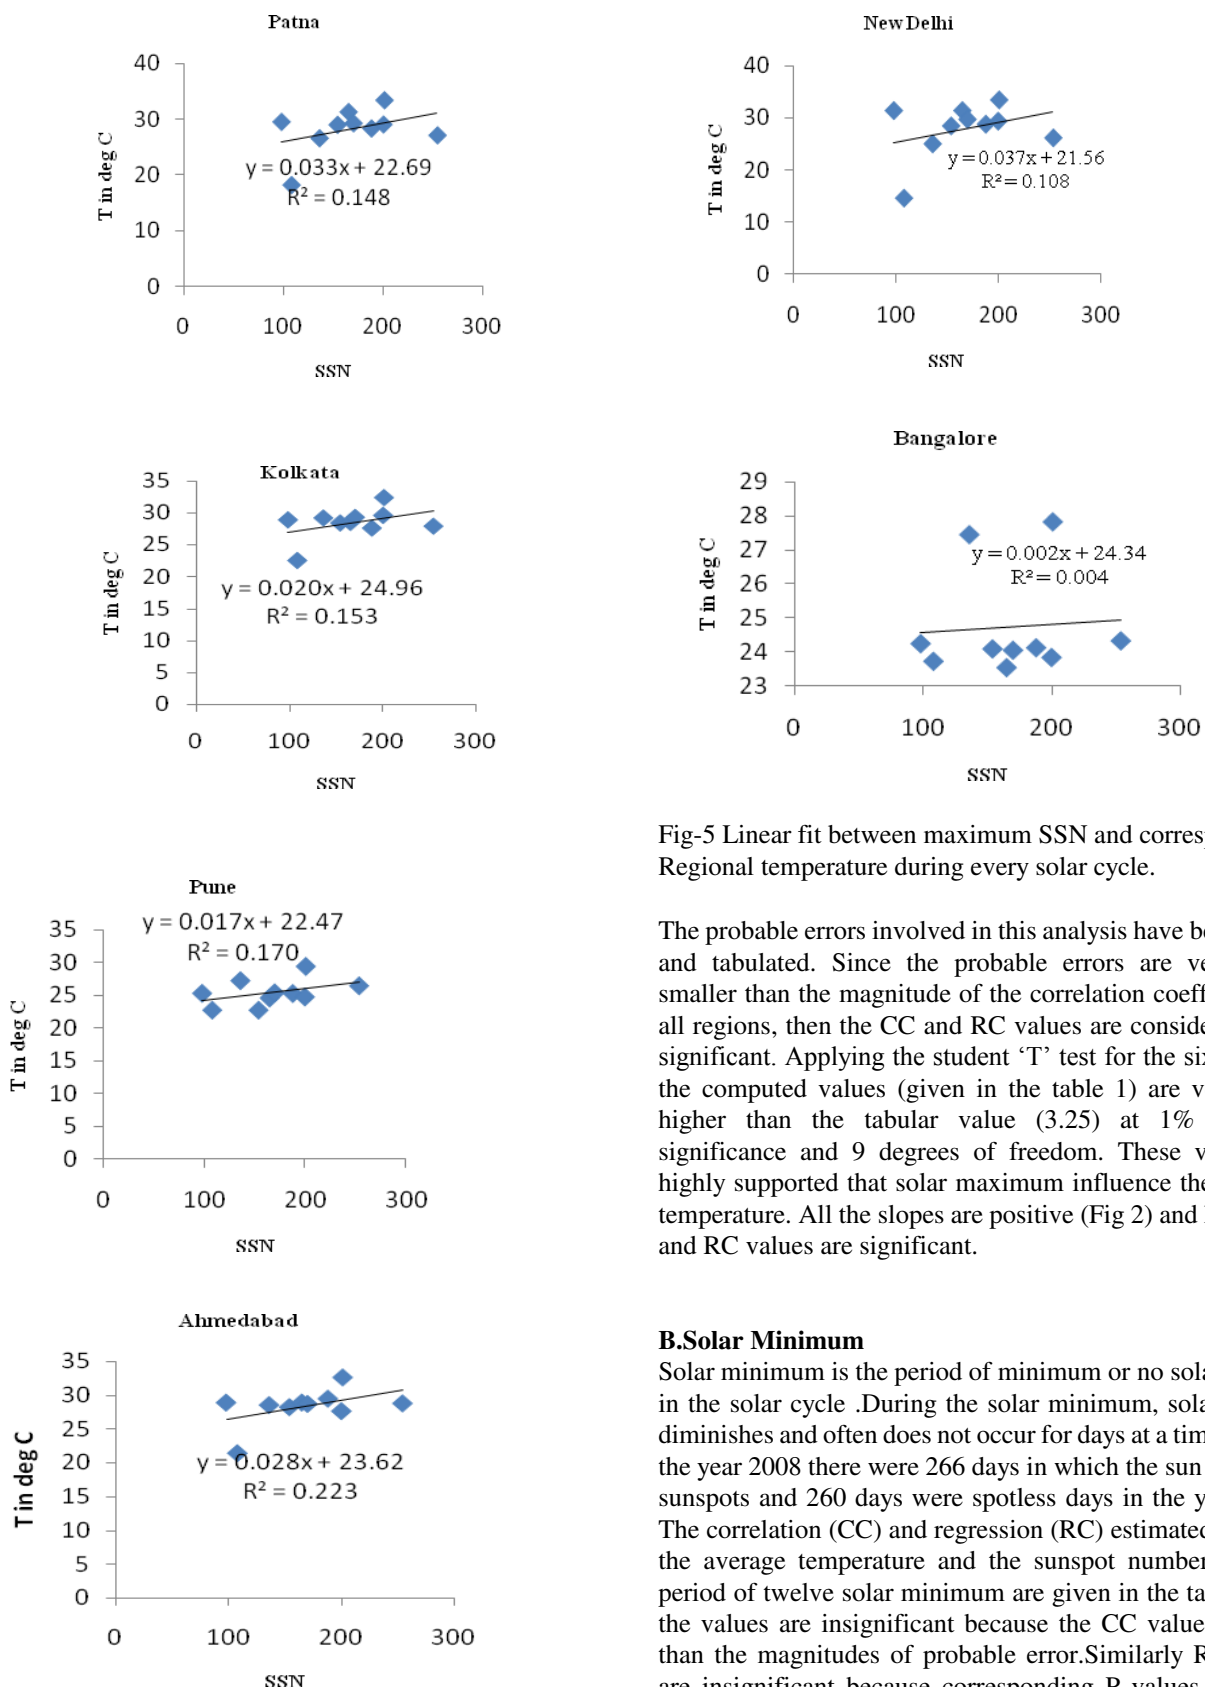 Patna
40
30
20
10
0
T in deg C
y = 0.033x + 22.69
R² = 0.148
0 100 200 300
SSN
Kolkata
35
30
25
20
15
10
5
0
T in deg C
y = 0.020x + 24.96
R² = 0.153
0 100 200 300
SSN
Pune
y = 0.017x + 22.47
R² = 0.170
35
30
25
20
15
10
5
0
T in deg C
0 100 200 300
SSN
Ahmedabad
35
30
25
20
15
10
5
0
T in deg C
y = 0.028x + 23.62
R² = 0.223
0 100 200 300
SSN
New Delhi
40
30
20
10
0
T in deg C
y = 0.037x + 21.56
R² = 0.108
0 100 200 300
SSN
Bangalore
29
28
27
26
25
24
23
T in deg C
y = 0.002x + 24.34
R² = 0.004
0 100 200 300
SSN
Fig-5 Linear fit between maximum SSN and corresp
Regional temperature during every solar cycle.
The probable errors involved in this analysis have be
and tabulated. Since the probable errors are ve
smaller than the magnitude of the correlation coeff
all regions, then the CC and RC values are conside
significant. Applying the student ‘T’ test for the six
the computed values (given in the table 1) are v
higher than the tabular value (3.25) at 1%
significance and 9 degrees of freedom. These v
highly supported that solar maximum influence the
temperature. All the slopes are positive (Fig 2) and
and RC values are significant.
B.Solar Minimum
Solar minimum is the period of minimum or no sola
in the solar cycle .During the solar minimum, sola
diminishes and often does not occur for days at a tim
the year 2008 there were 266 days in which the sun
sunspots and 260 days were spotless days in the y
The correlation (CC) and regression (RC) estimated
the average temperature and the sunspot number
period of twelve solar minimum are given in the ta
the values are insignificant because the CC value
than the magnitudes of probable error.Similarly R
are insignificant because corresponding P values